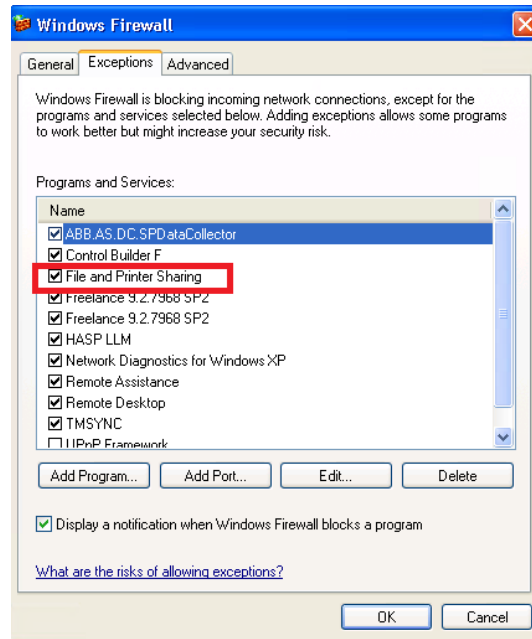 Windows Firewall
General Exceptions Advanced
Windows Firewall is blocking incoming network connections, except for the
programs and services selected below. Adding exceptions allows some programs
to work better but might increase your security risk.
Programs and Services:
Name
ABB.AS.DC.SPDataCollector
Control Builder F
File and Printer Sharing
Freelance 9.2.7968 SP2
Freelance 9.2.7968 SP2
HASP LLM
Network Diagnostics for Windows XP
Remote Assistance
Remote Desktop
TMSYNC
UPnP Framework
Add Program... Add Port... Edit... Delete
Display a notification when Windows Firewall blocks a program
What are the risks of allowing exceptions?
OK Cancel